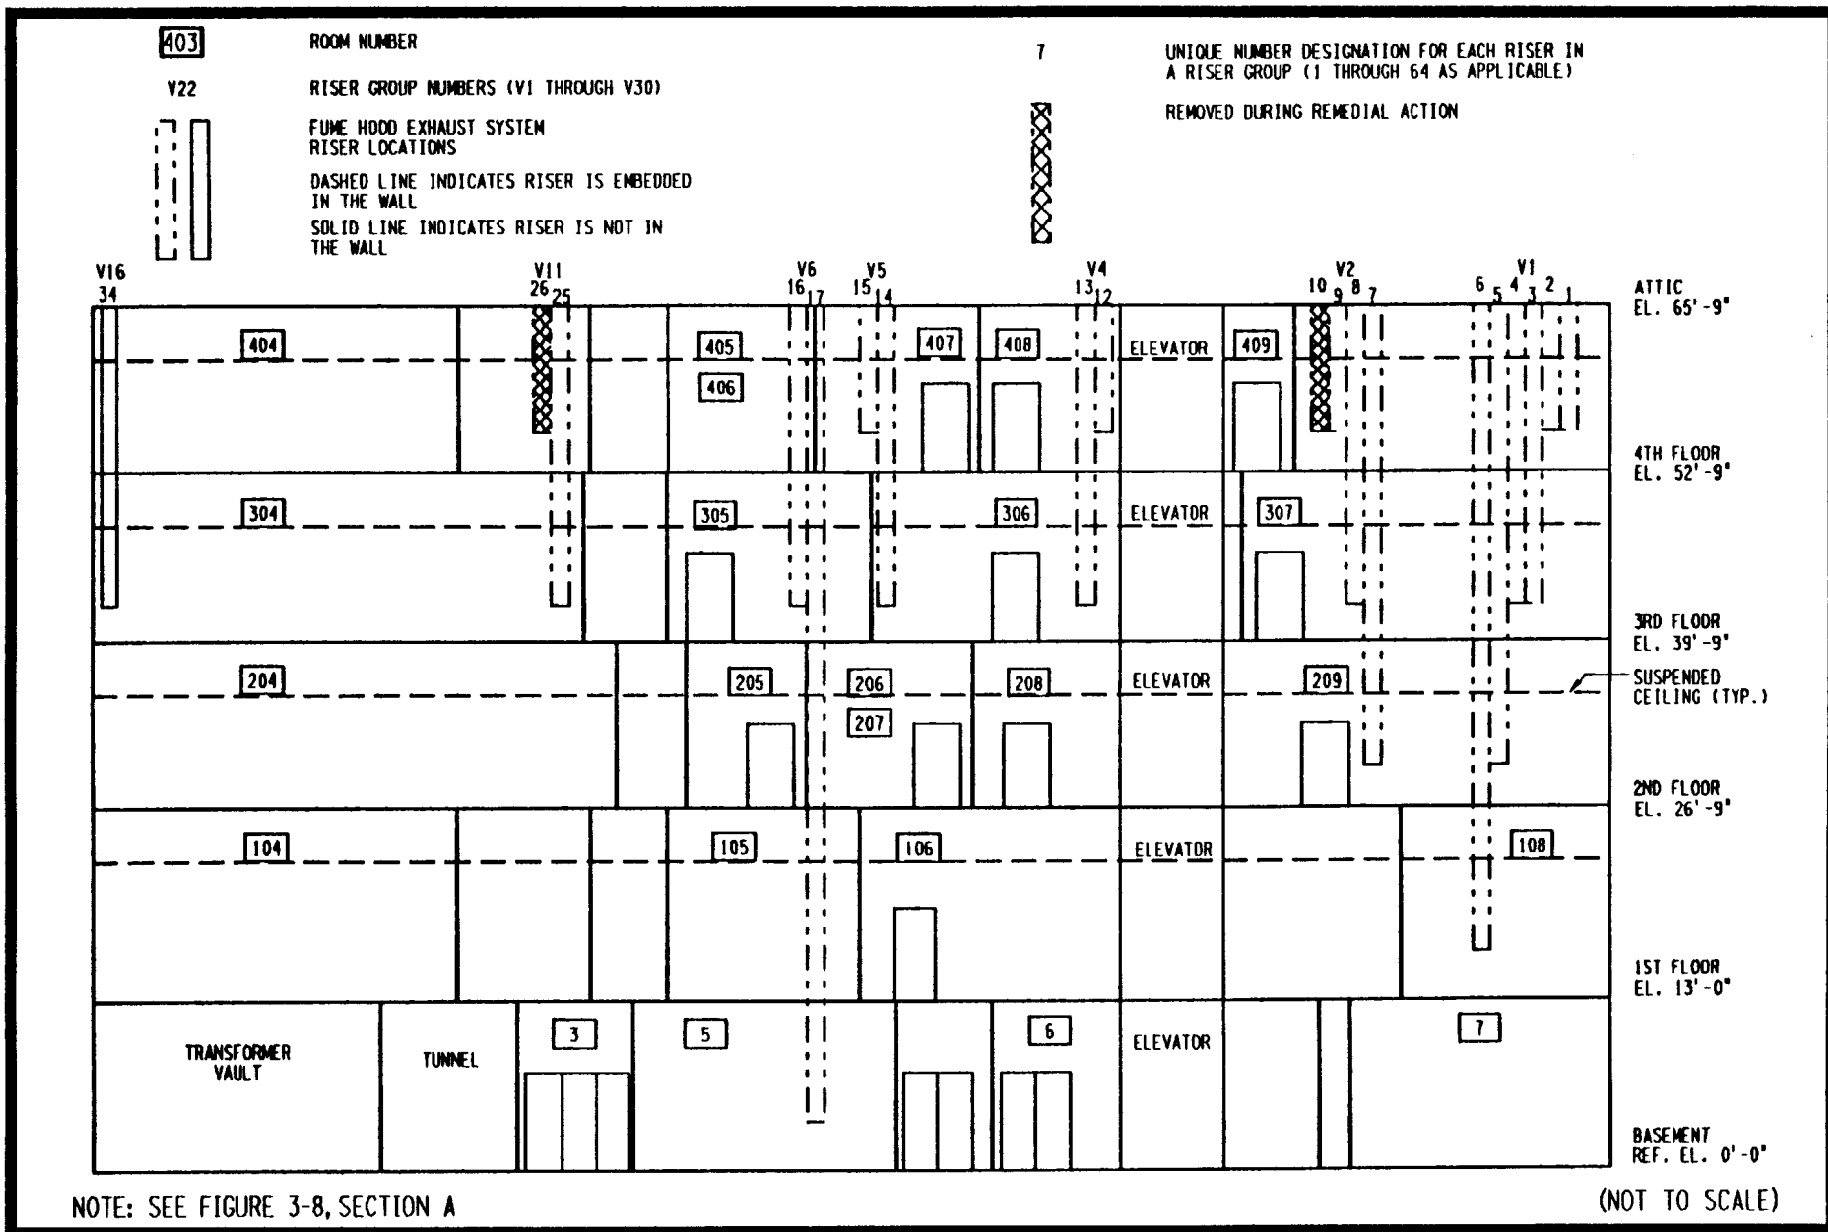 403
ROOM NUMBER
V22
RISER GROUP NUMBERS (V1 THROUGH V30)
FUME HOOD EXHAUST SYSTEM
RISER LOCATIONS
DASHED LINE INDICATES RISER IS EMBEDDED
IN THE WALL
SOLID LINE INDICATES RISER IS NOT IN
THE WALL
7
UNIQUE NUMBER DESIGNATION FOR EACH RISER IN
A RISER GROUP (1 THROUGH 64 AS APPLICABLE)
REMOVED DURING REMEDIAL ACTION
V16 V11 V6 V5 V4 V2 V1
34 26 25 16 17 15 14 13 12 10 9 8 7 6 5 4 3 2 1
ATTIC
EL. 65'-9"
404 405 407 408 ELEVATOR 409
406
4TH FLOOR
EL. 52'-9"
304 305 306 ELEVATOR 307
3RD FLOOR
EL. 39'-9"
204 205 206 208 ELEVATOR 209
207
SUSPENDED
CEILING (TYP.)
2ND FLOOR
EL. 26'-9"
104 105 106 ELEVATOR 108
1ST FLOOR
EL. 13'-0"
3 5 6 7
TRANSFORMER
VAULT
TUNNEL
ELEVATOR
BASEMENT
REF. EL. 0'-0"
NOTE: SEE FIGURE 3-8, SECTION A
(NOT TO SCALE)